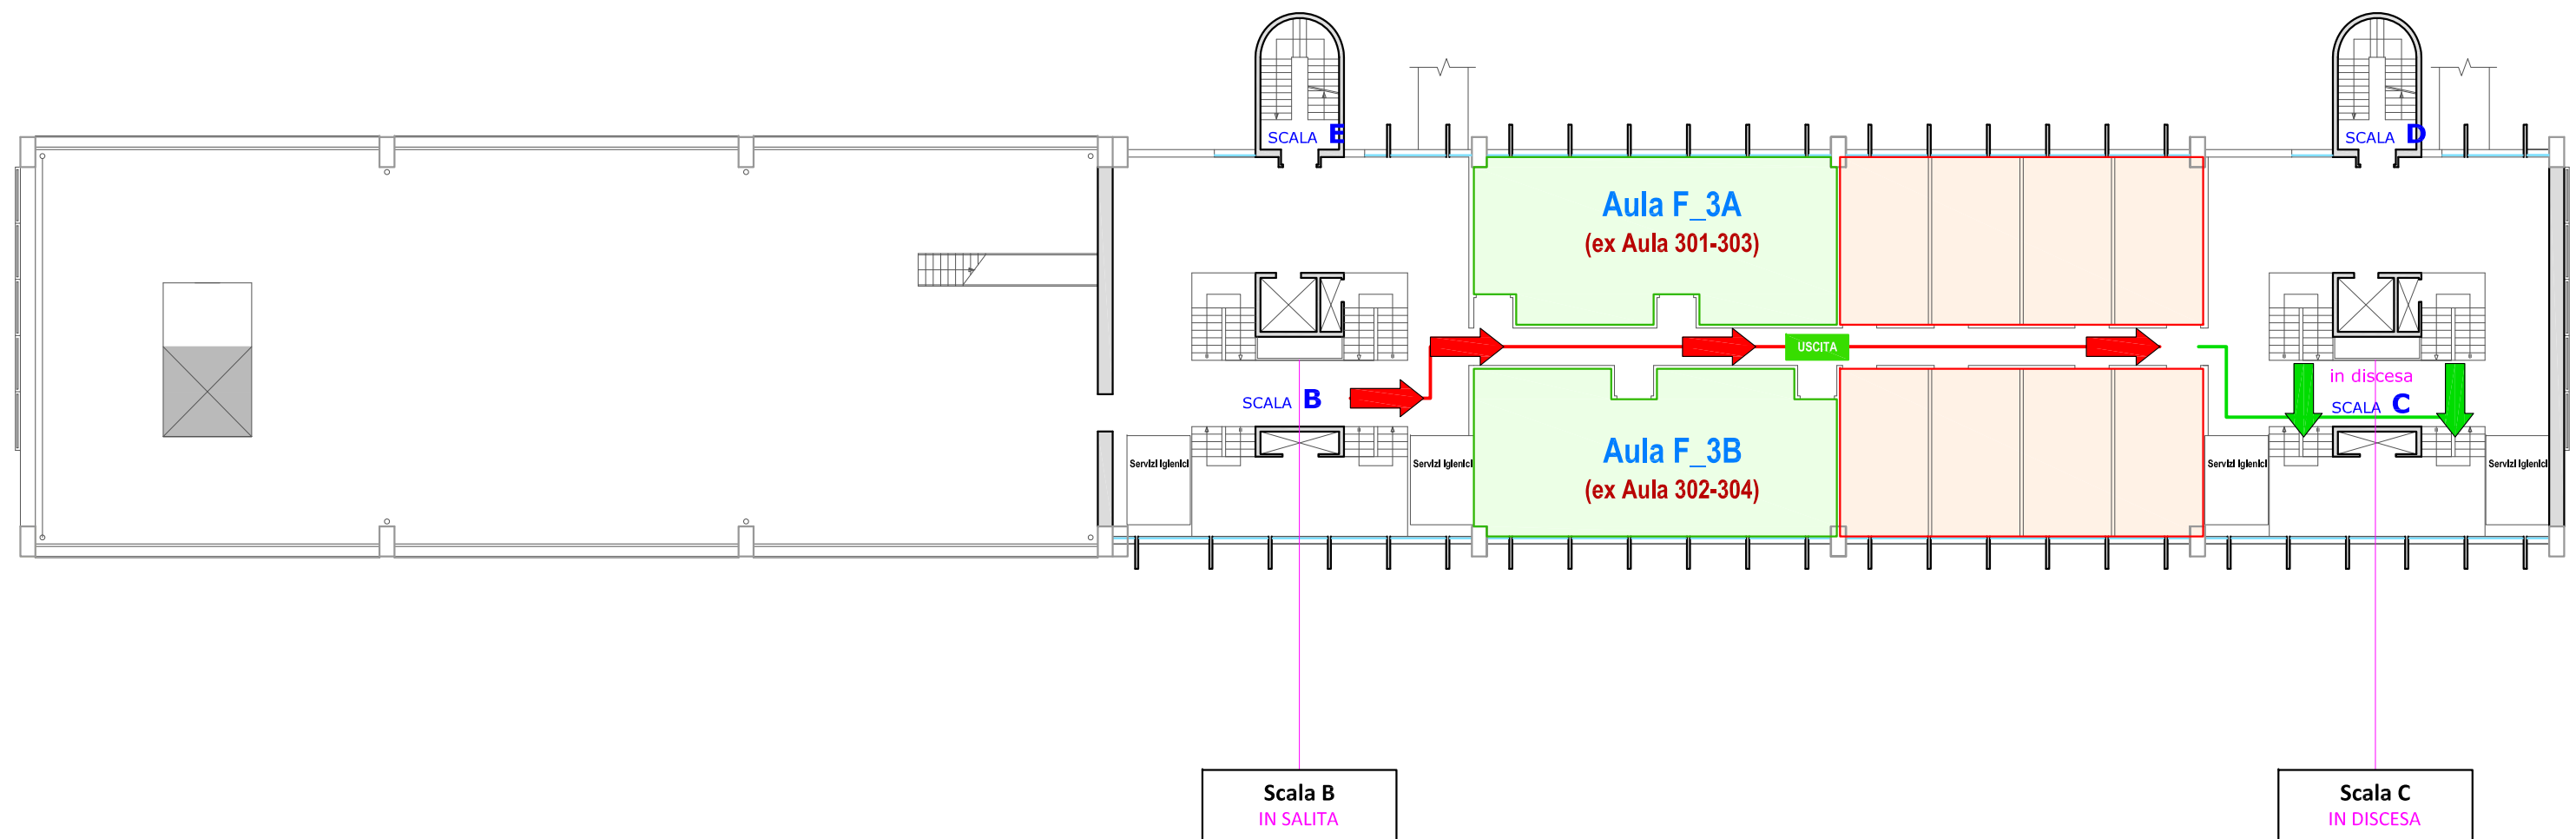 SCALA E
SCALA D
Aula F_3A
(ex Aula 301-303)
USCITA
in discesa
SCALA B
SCALA C
Aula F_3B
(ex Aula 302-304)
Servizi Igienici
Servizi Igienici
Servizi Igienici
Servizi Igienici
Scala B
IN SALITA
Scala C
IN DISCESA